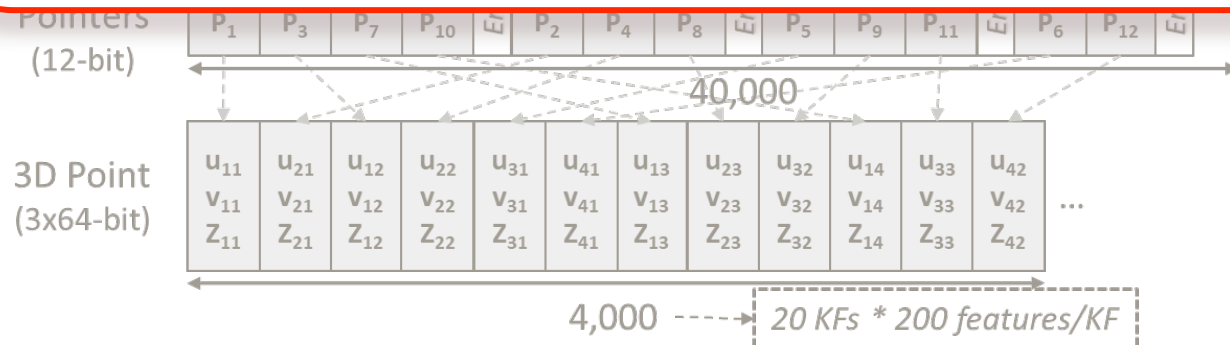 Pointers P₁ P₃ P₇ P₁₀ P₂ P₄ P₈ P₅ P₉ P₁₁ P₆ P₁₂
(12-bit)
40,000
3D Point
(3x64-bit)
u₁₁ u₂₁ u₁₂ u₂₂ u₃₁ u₄₁ u₁₃ u₂₃ u₃₂ u₁₄ u₃₃ u₄₂
v₁₁ v₂₁ v₁₂ v₂₂ v₃₁ v₄₁ v₁₃ v₂₃ v₃₂ v₁₄ v₃₃ v₄₂ ...
Z₁₁ Z₂₁ Z₁₂ Z₂₂ Z₃₁ Z₄₁ Z₁₃ Z₂₃ Z₃₂ Z₁₄ Z₃₃ Z₄₂
4,000 20 KFs * 200 features/KF